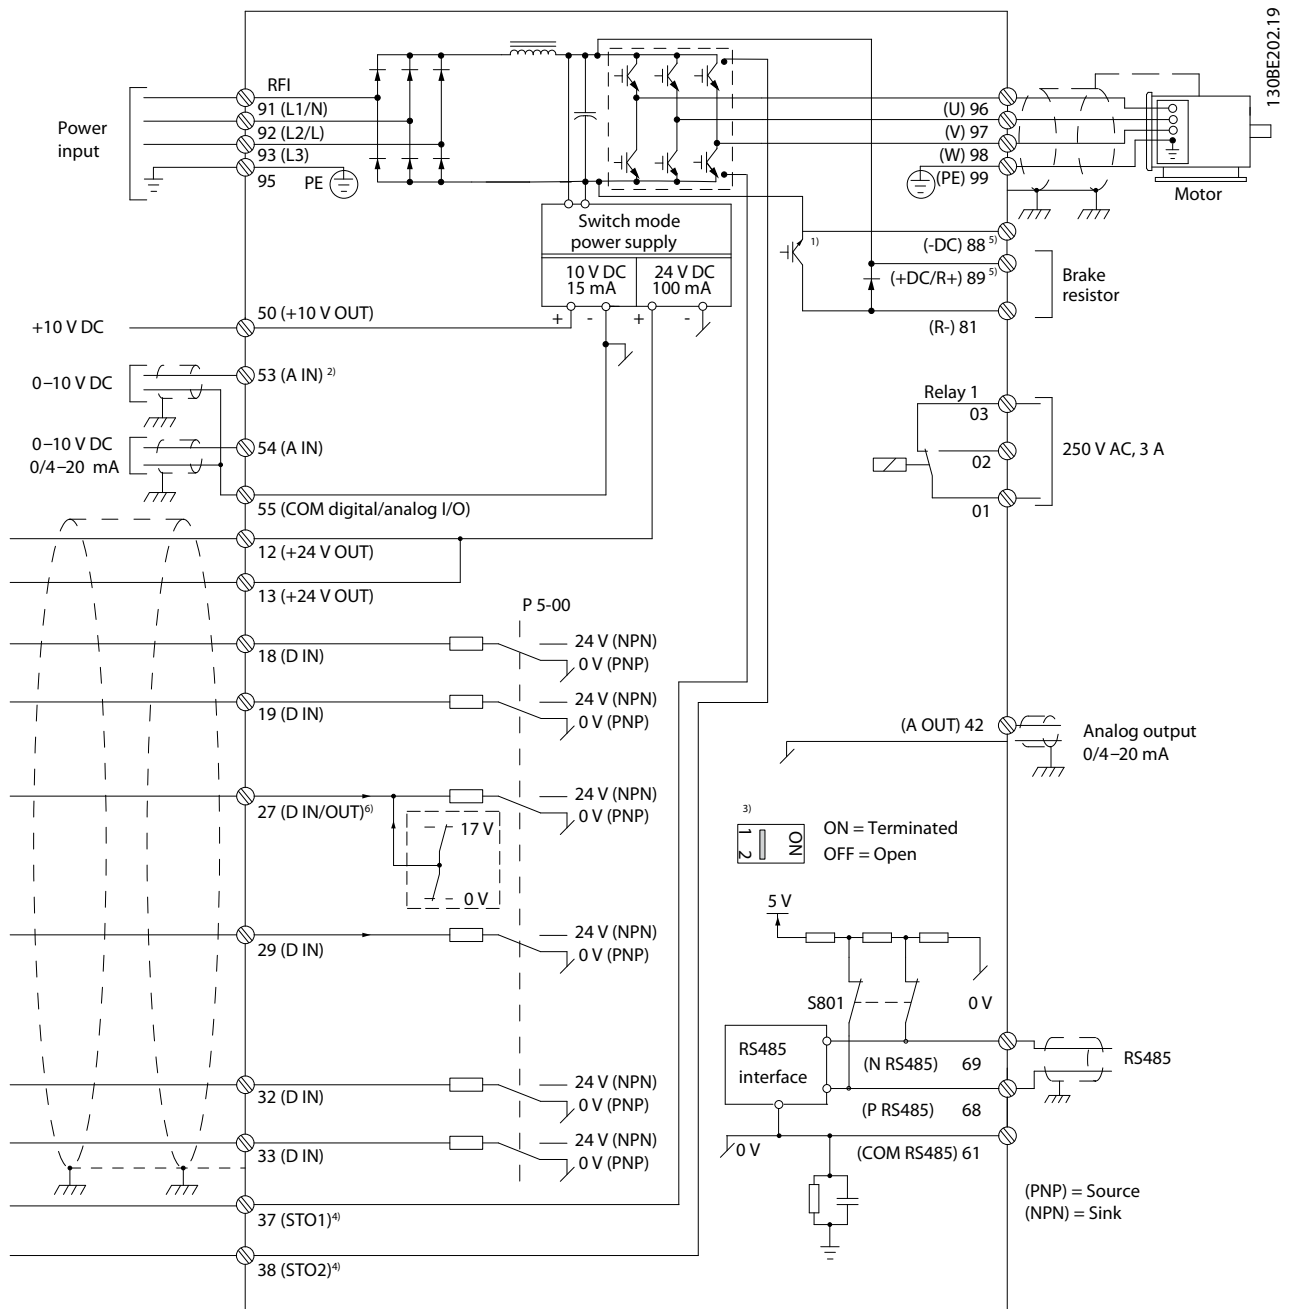 130BE202.19
Power
input
RFI
91 (L1/N)
92 (L2/L)
93 (L3)
95
PE
(U) 96
(V) 97
(W) 98
(PE) 99
Motor
Switch mode
power supply
10 V DC
15 mA
24 V DC
100 mA
+
-
+
-
1)
(-DC) 88 5)
(+DC/R+) 89 5)
(R-) 81
Brake
resistor
+10 V DC
50 (+10 V OUT)
0–10 V DC
53 (A IN) 2)
0–10 V DC
0/4–20 mA
54 (A IN)
55 (COM digital/analog I/O)
12 (+24 V OUT)
13 (+24 V OUT)
Relay 1
03
02
01
250 V AC, 3 A
P 5-00
18 (D IN)
24 V (NPN)
0 V (PNP)
19 (D IN)
24 V (NPN)
0 V (PNP)
27 (D IN/OUT) 6)
24 V (NPN)
0 V (PNP)
17 V
0 V
29 (D IN)
24 V (NPN)
0 V (PNP)
32 (D IN)
24 V (NPN)
0 V (PNP)
33 (D IN)
24 V (NPN)
0 V (PNP)
37 (STO1) 4)
38 (STO2) 4)
(A OUT) 42
Analog output
0/4–20 mA
3)
1 2
ON
ON = Terminated
OFF = Open
5 V
S801
0 V
RS485
interface
(N RS485) 69
(P RS485) 68
RS485
0 V
(COM RS485) 61
(PNP) = Source
(NPN) = Sink